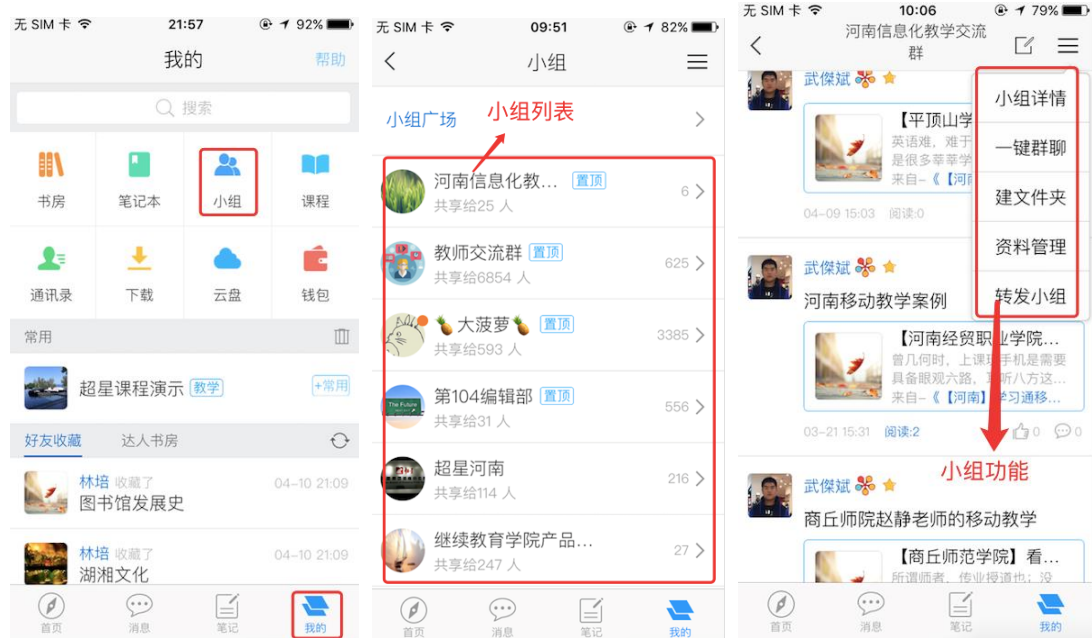 无 SIM 卡 21:57 92%
我的 帮助
搜索
书房 笔记本 小组 课程
通讯录 下载 云盘 钱包
常用
超星课程演示 教学 +常用
好友收藏 达人书房
林培 收藏了 04-10 21:09
图书馆发展史
林培 收藏了 04-10 21:09
湖湘文化
首页 消息 笔记 我的
无 SIM 卡 09:51 82%
小组
小组广场 小组列表
河南信息化教... 置顶 6
共享给25 人
教师交流群 置顶 625
共享给6854 人
大菠萝 置顶 3385
共享给593 人
第104编辑部 置顶 556
共享给31 人
超星河南 216
共享给114 人
继续教育学院产品... 27
共享给247 人
首页 消息 笔记 我的
无 SIM 卡 10:06 79%
河南信息化教学交流
群
小组详情
一键群聊
建文件夹
资料管理
转发小组
武傑斌
【平顶山学
英语难，难于
是很多莘莘学
来自-《【河南
04-09 15:03 阅读:0
武傑斌
河南移动教学案例
【河南经贸职业学院...
曾几何时，上课玩手机是需要
具备眼观六路，耳听八方这...
来自-《【河南】学习通移...
03-21 15:31 阅读:2 0 0
小组功能
武傑斌
商丘师院赵静老师的移动教学
【商丘师范学院】看...
所谓师者，传业授道也；没
首页 消息 笔记 我的